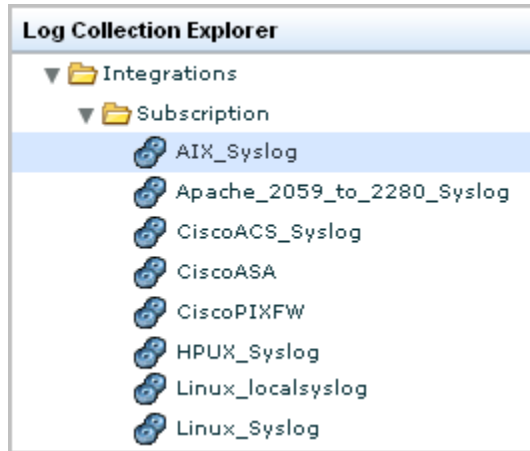 Log Collection Explorer
Integrations
Subscription
AIX_Syslog
Apache_2059_to_2280_Syslog
CiscoACS_Syslog
CiscoASA
CiscoPIXFW
HPUX_Syslog
Linux_localsyslog
Linux_Syslog